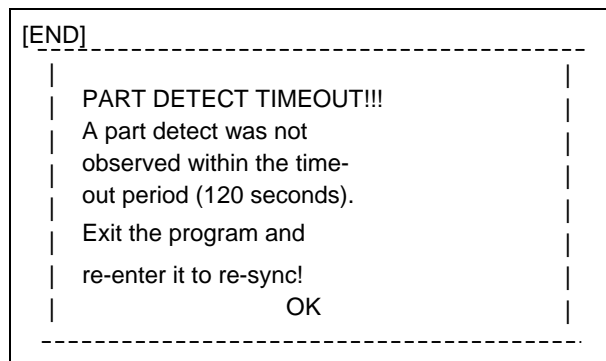 [END]
PART DETECT TIMEOUT!!!
A part detect was not
observed within the time-
out period (120 seconds).
Exit the program and
re-enter it to re-sync!
OK